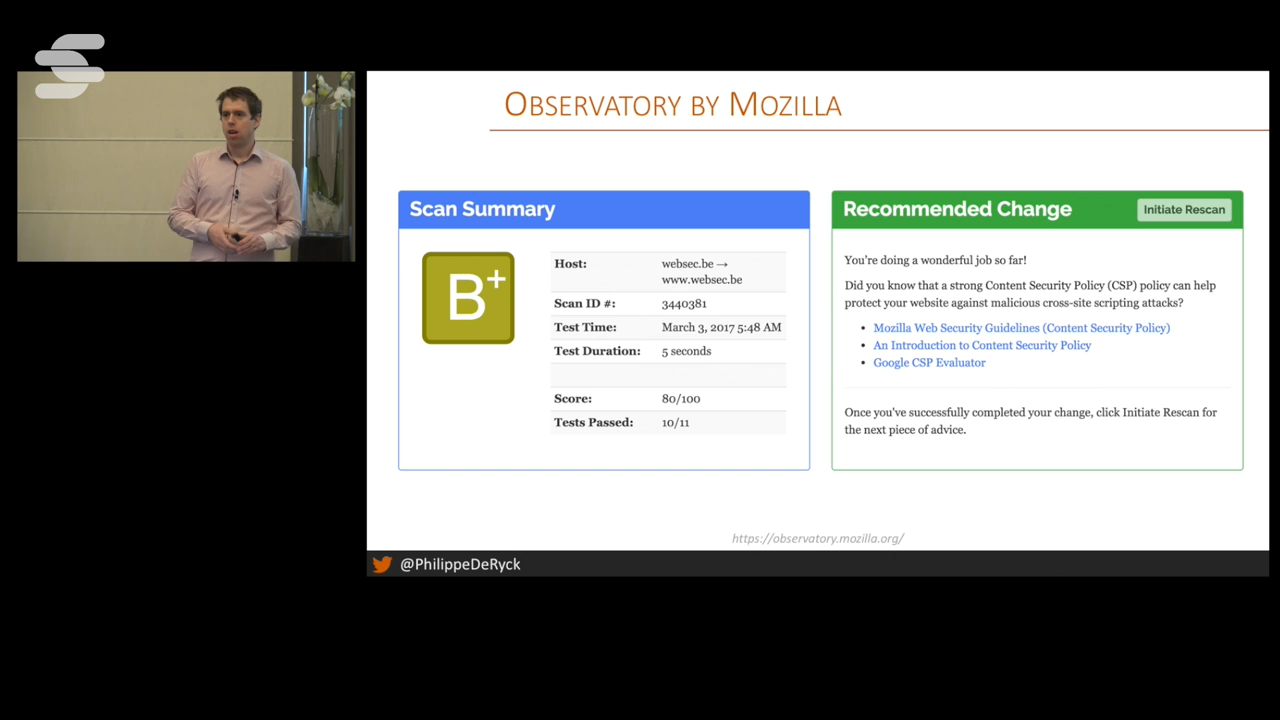 OBSERVATORY BY MOZILLA
Scan Summary
B+
Host: websec.be →
www.websec.be
Scan ID #: 3440381
Test Time: March 3, 2017 5:48 AM
Test Duration: 5 seconds
Score: 80/100
Tests Passed: 10/11
Recommended Change
Initiate Rescan
You're doing a wonderful job so far!
Did you know that a strong Content Security Policy (CSP) policy can help
protect your website against malicious cross-site scripting attacks?
• Mozilla Web Security Guidelines (Content Security Policy)
• An Introduction to Content Security Policy
• Google CSP Evaluator
Once you've successfully completed your change, click Initiate Rescan for
the next piece of advice.
https://observatory.mozilla.org/
@PhilippeDeRyck